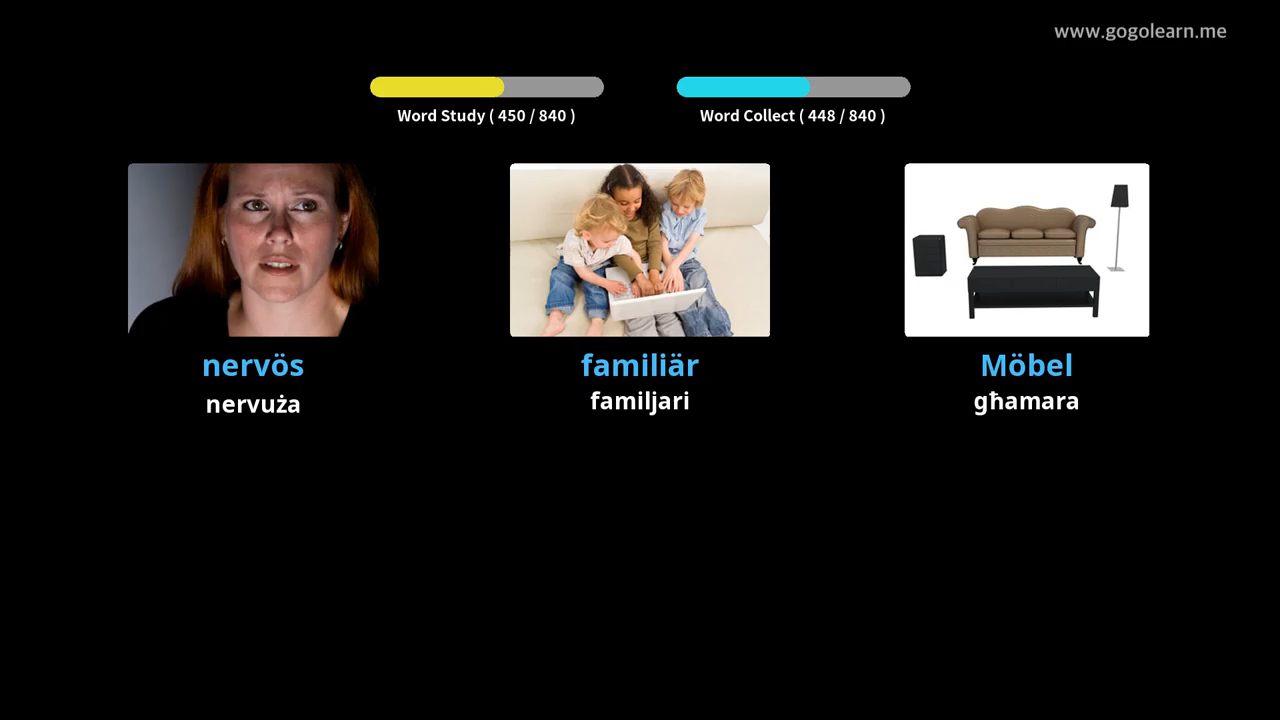 www.gogolearn.me
Word Study ( 450 / 840 )
Word Collect ( 448 / 840 )
nervös
familiär
Möbel
nervuża
familjari
għamara